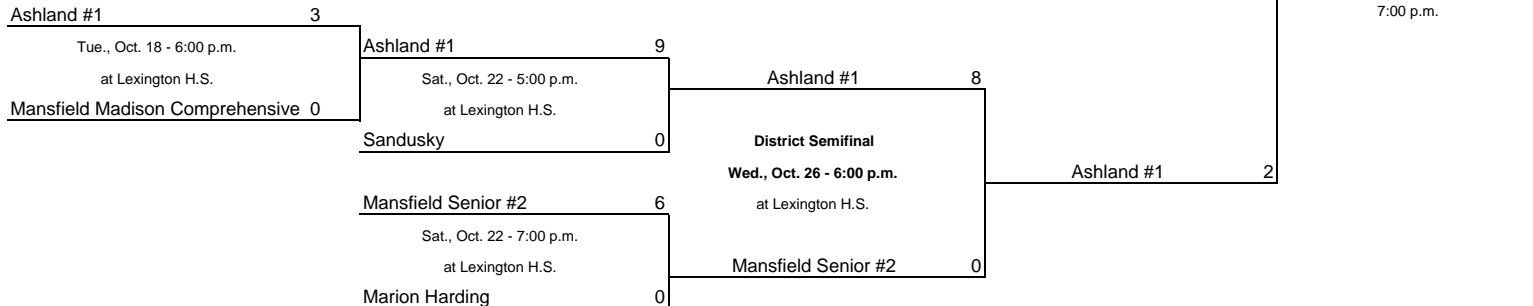 Ashland #1 3
7:00 p.m.
Tue., Oct. 18 - 6:00 p.m.
Ashland #1 9
at Lexington H.S.
Sat., Oct. 22 - 5:00 p.m.
Ashland #1 8
Mansfield Madison Comprehensive 0
at Lexington H.S.
Sandusky 0
District Semifinal
Wed., Oct. 26 - 6:00 p.m.
Ashland #1 2
Mansfield Senior #2 6
at Lexington H.S.
Sat., Oct. 22 - 7:00 p.m.
at Lexington H.S.
Mansfield Senior #2 0
Marion Harding 0